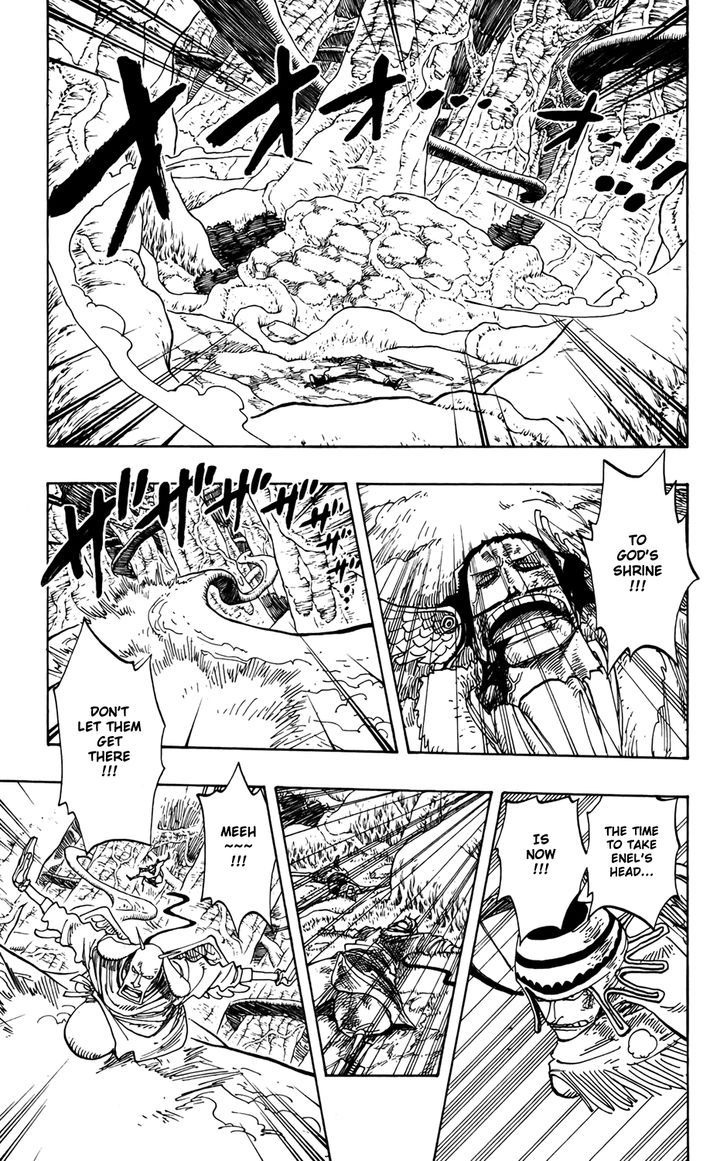 オオオ...オ...!!
ザザザザザ
TO
GOD'S
SHRINE
!!!
DON'T
LET THEM
GET
THERE
!!!
THE TIME
TO TAKE
ENEL'S
HEAD...
IS
NOW
!!!
MEEH
~~~
!!!